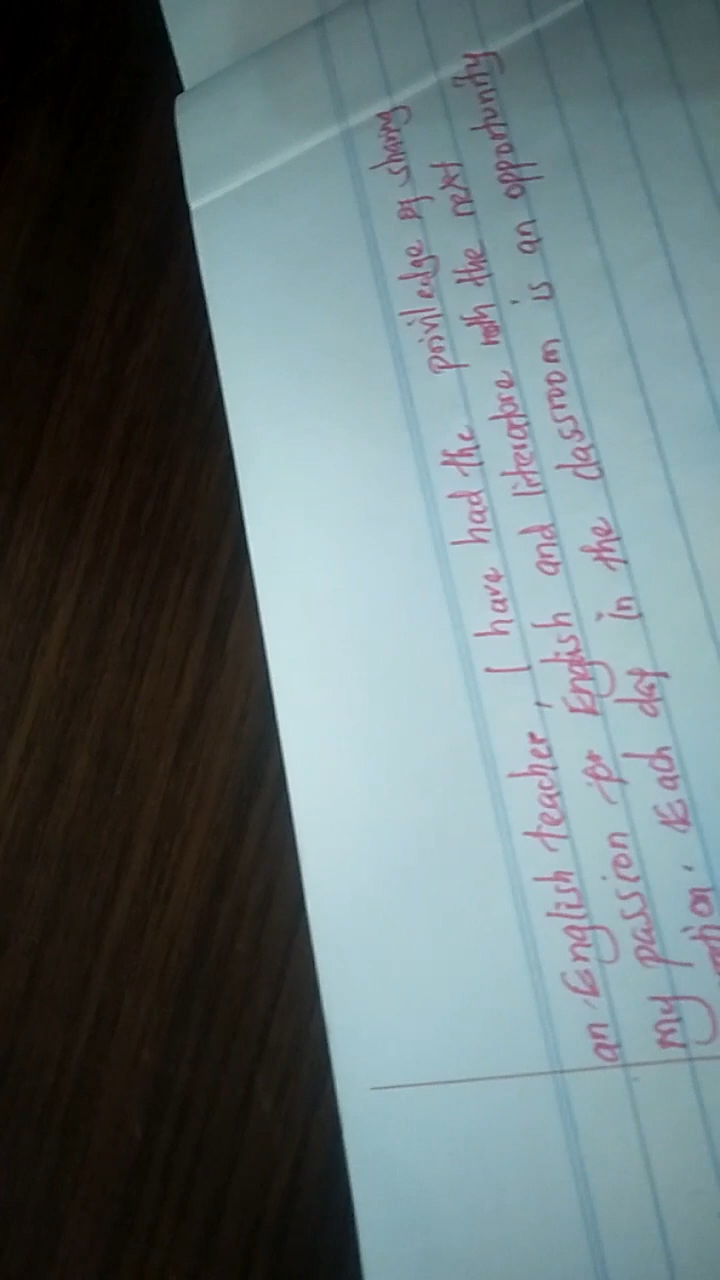 an English teacher, I have had the priviledge of sharing
my passion for English and literature with the next
Each day in the classroom is an opportunity